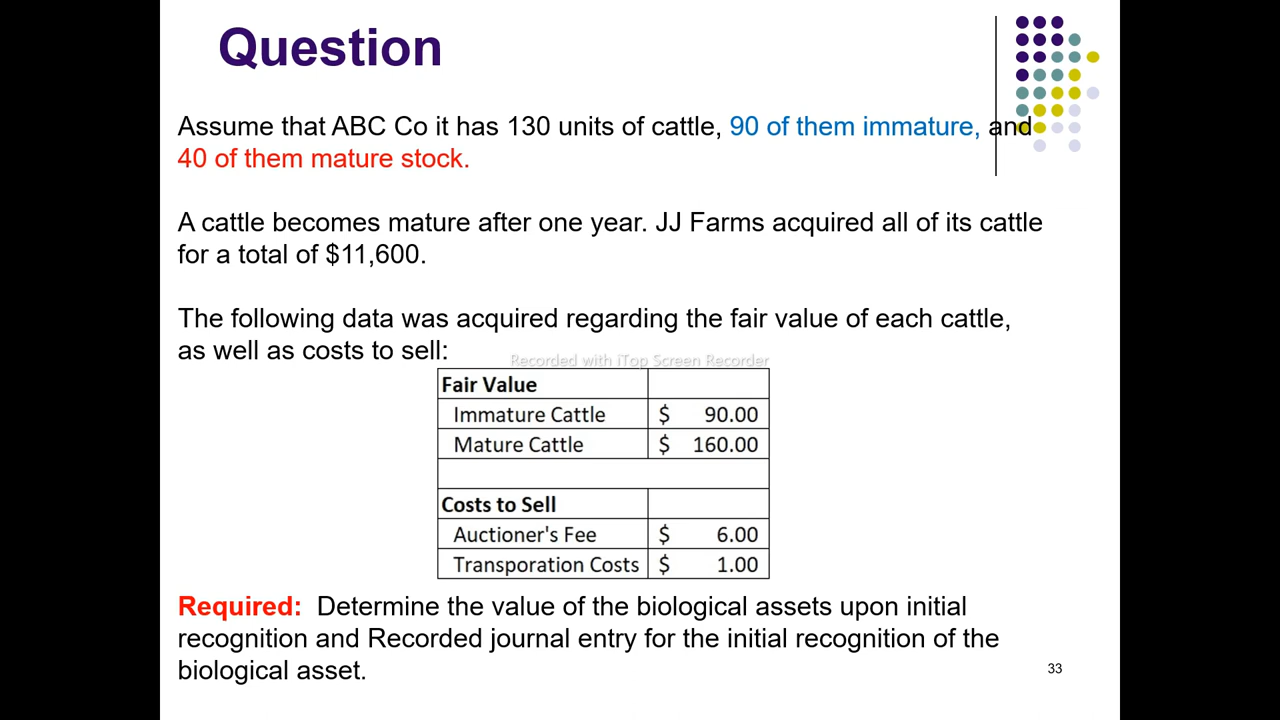 Question
Assume that ABC Co it has 130 units of cattle, 90 of them immature, and
40 of them mature stock.
A cattle becomes mature after one year. JJ Farms acquired all of its cattle
for a total of $11,600.
The following data was acquired regarding the fair value of each cattle,
as well as costs to sell:
Recorded with iTop Screen Recorder
Fair Value
Immature Cattle $ 90.00
Mature Cattle $ 160.00
Costs to Sell
Auctioner's Fee $ 6.00
Transporation Costs $ 1.00
Required: Determine the value of the biological assets upon initial
recognition and Recorded journal entry for the initial recognition of the
biological asset.
33